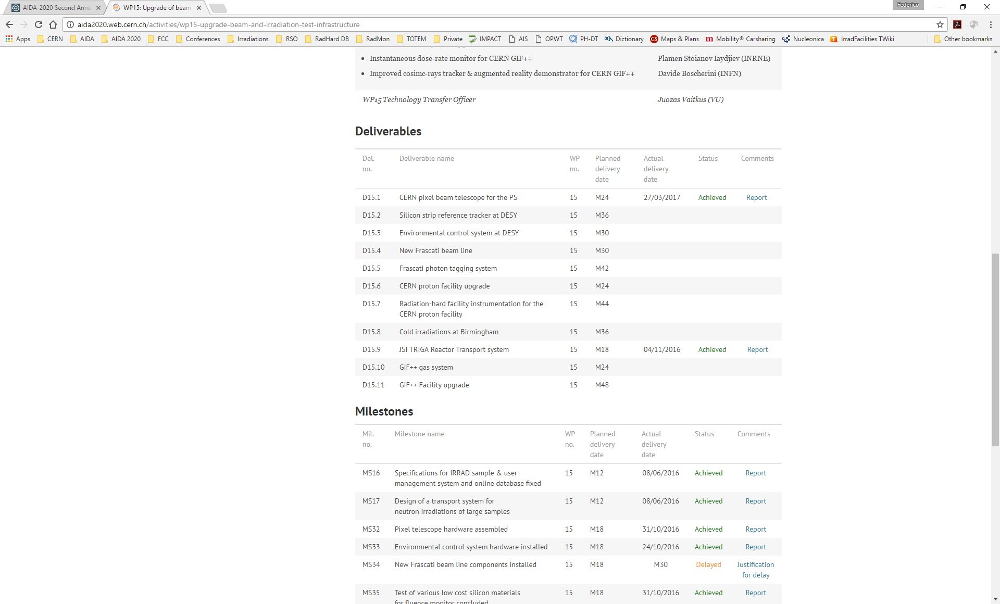 AIDA-2020 Second Annu
WP15: Upgrade of beam
Federico
aida2020.web.cern.ch/activities/wp15-upgrade-beam-and-irradiation-test-infrastructure
Apps CERN AIDA AIDA 2020 FCC Conferences Irradiations RSO RadHard DB RadMon TOTEM Private IMPACT AIS OPWT PH-DT Dictionary GS Maps & Plans m Mobility® Carsharing Nucleonica T IrradFacilities TWiki Other bookmarks
• Instantaneous dose-rate monitor for CERN GIF++ Plamen Stoianov Iaydjiev (INRNE)
• Improved cosimc-rays tracker & augmented reality demonstrator for CERN GIF++ Davide Boscherini (INFN)
WP15 Technology Transfer Officer Juozas Vaitkus (VU)
Deliverables
Del. Deliverable name WP Planned Actual Status Comments
no. no. delivery delivery
date date
D15.1 CERN pixel beam telescope for the PS 15 M24 27/03/2017 Achieved Report
D15.2 Silicon strip reference tracker at DESY 15 M36
D15.3 Environmental control system at DESY 15 M30
D15.4 New Frascati beam line 15 M30
D15.5 Frascati photon tagging system 15 M42
D15.6 CERN proton facility upgrade 15 M24
D15.7 Radiation-hard facility instrumentation for the 15 M44
CERN proton facility
D15.8 Cold irradiations at Birmingham 15 M36
D15.9 JSI TRIGA Reactor Transport system 15 M18 04/11/2016 Achieved Report
D15.10 GIF++ gas system 15 M24
D15.11 GIF++ Facility upgrade 15 M48
Milestones
Mil. Milestone name WP Planned Actual Status Comments
no. no. delivery delivery
date date
MS16 Specifications for IRRAD sample & user 15 M12 08/06/2016 Achieved Report
management system and online database fixed
MS17 Design of a transport system for 15 M12 08/06/2016 Achieved Report
neutron irradiations of large samples
MS32 Pixel telescope hardware assembled 15 M18 31/10/2016 Achieved Report
MS33 Environmental control system hardware installed 15 M18 24/10/2016 Achieved Report
MS34 New Frascati beam line components installed 15 M18 M30 Delayed Justification
for delay
MS35 Test of various low cost silicon materials 15 M18 31/10/2016 Achieved Report
for fluence monitor concluded